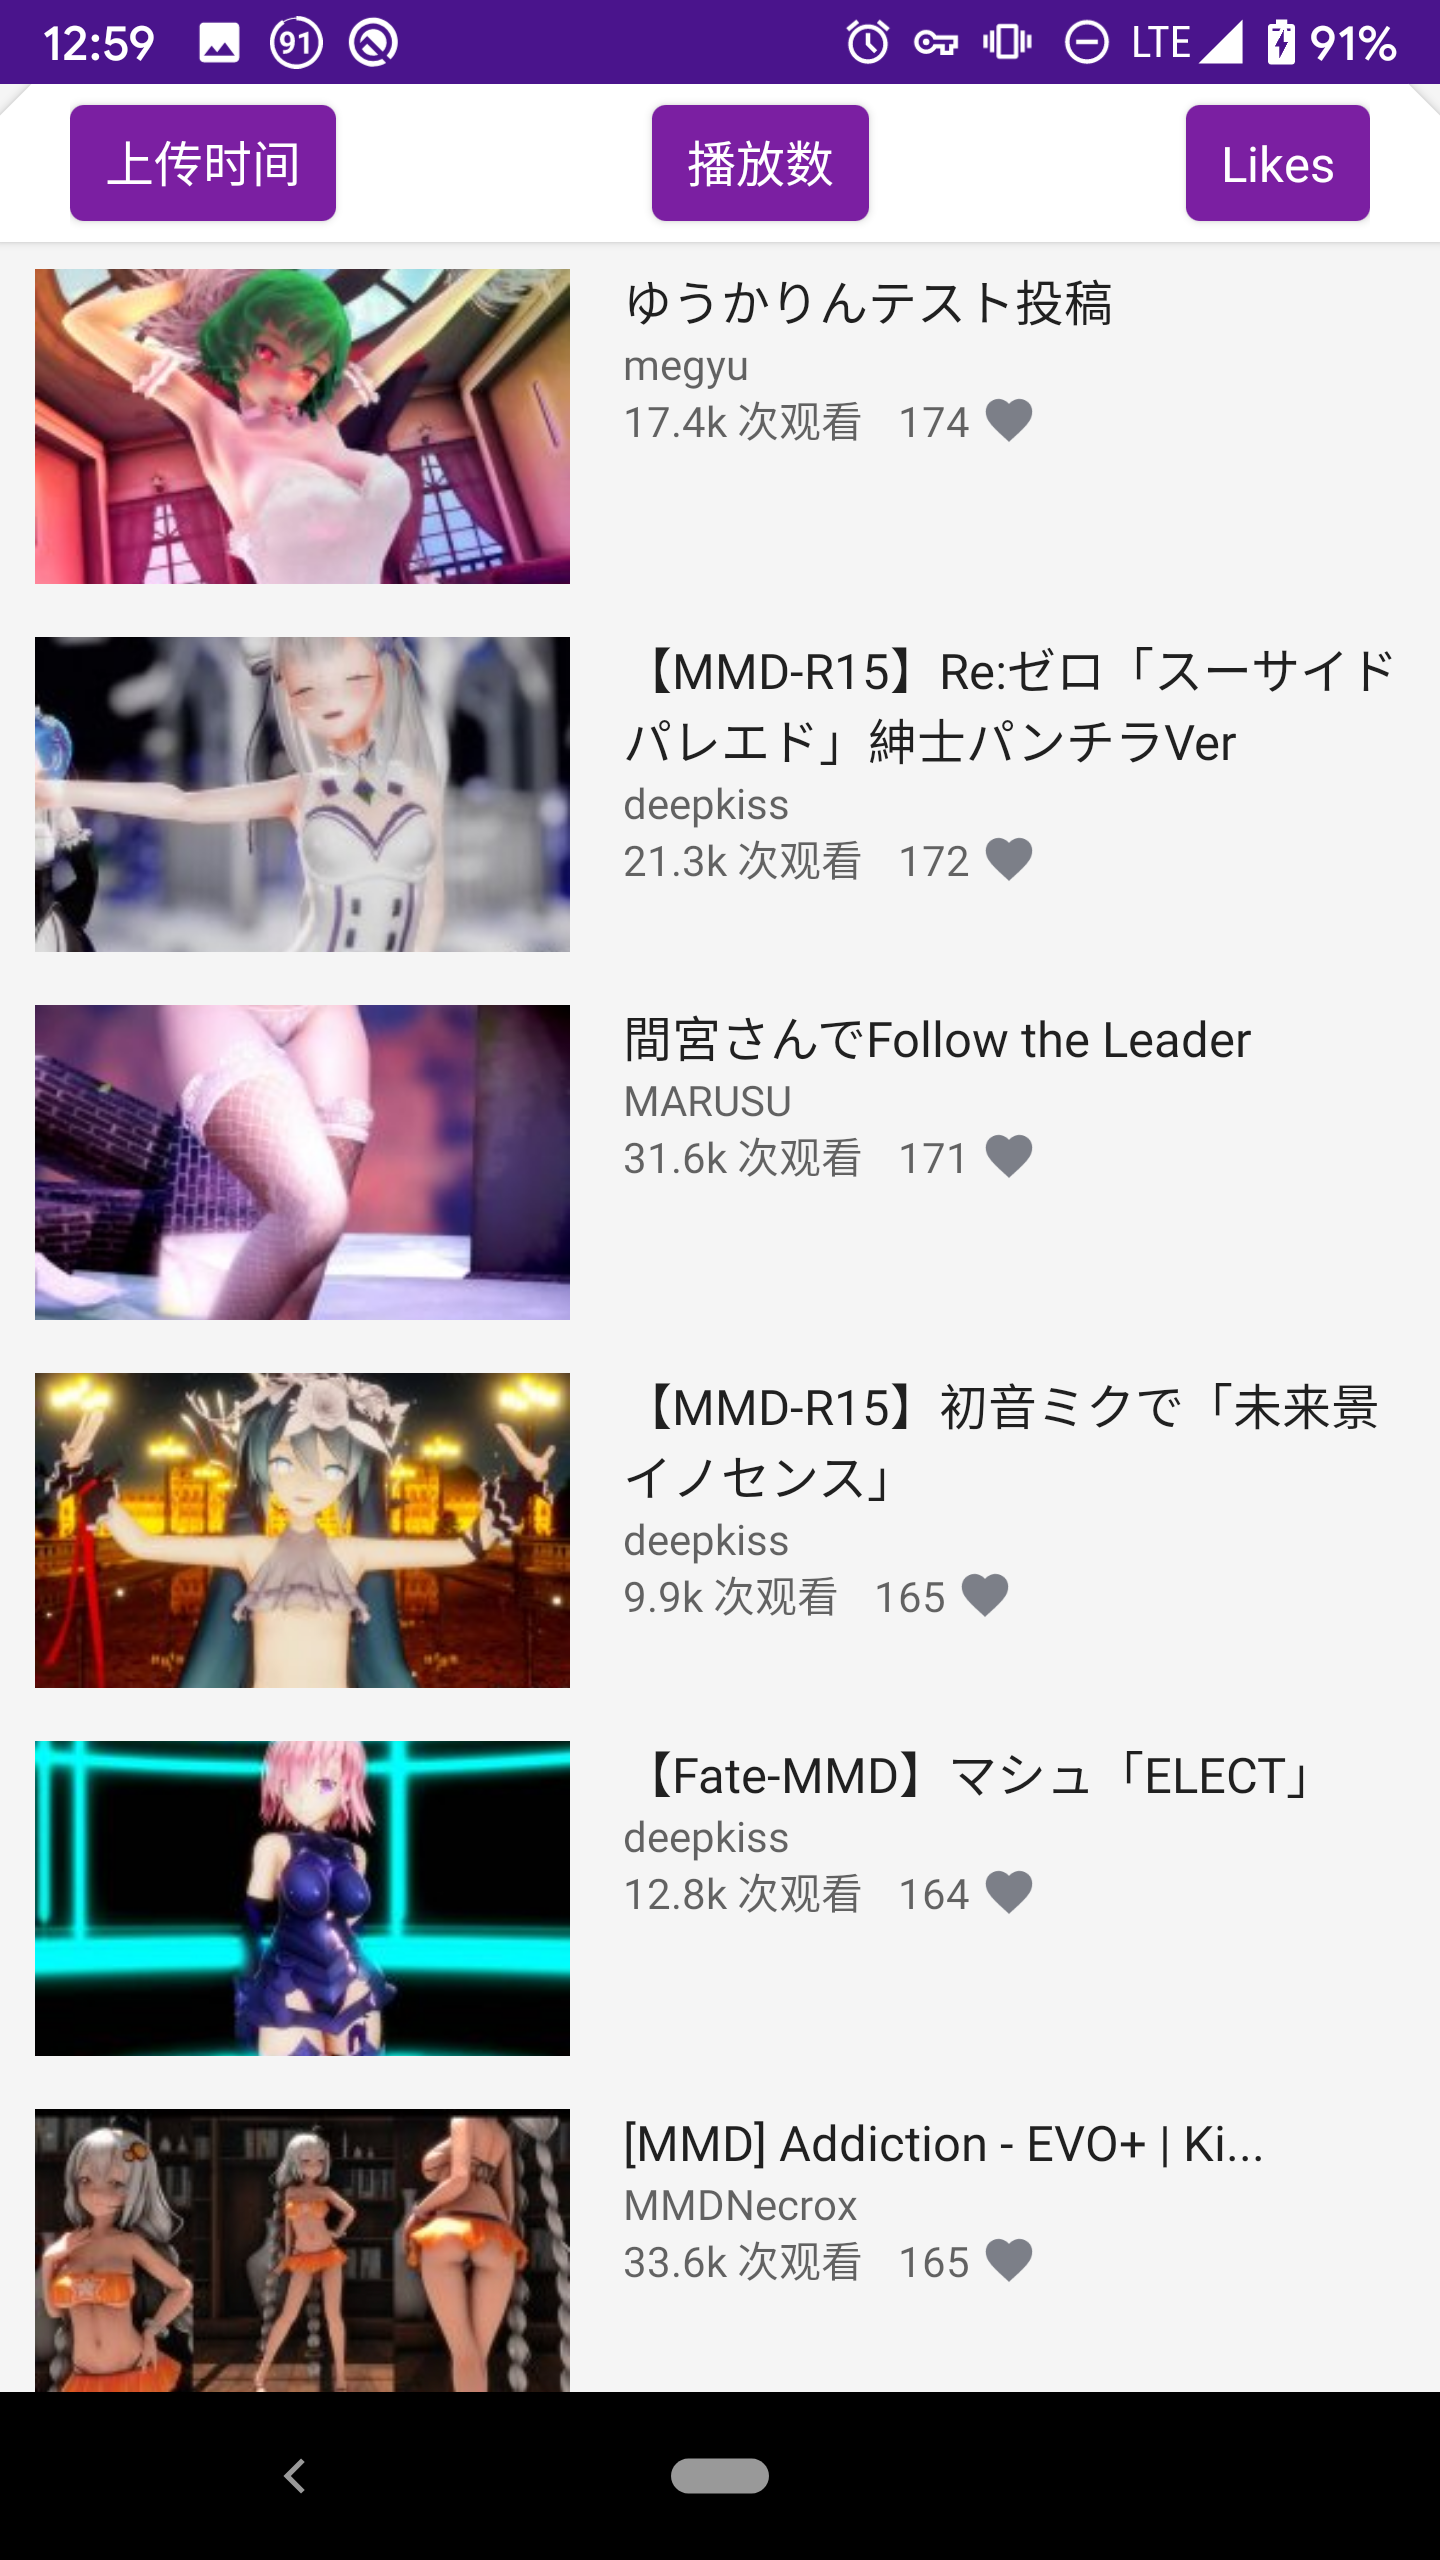 12:59 91 LTE 91%
上传时间 播放数 Likes
ゆうかりんテスト投稿
megyu
17.4k 次观看 174
【MMD-R15】Re:ゼロ「スーサイド
パレエド」紳士パンチラVer
deepkiss
21.3k 次观看 172
間宮さんでFollow the Leader
MARUSU
31.6k 次观看 171
【MMD-R15】初音ミクで「未来景
イノセンス」
deepkiss
9.9k 次观看 165
【Fate-MMD】マシュ「ELECT」
deepkiss
12.8k 次观看 164
[MMD] Addiction - EVO+ | Ki...
MMDNecrox
33.6k 次观看 165